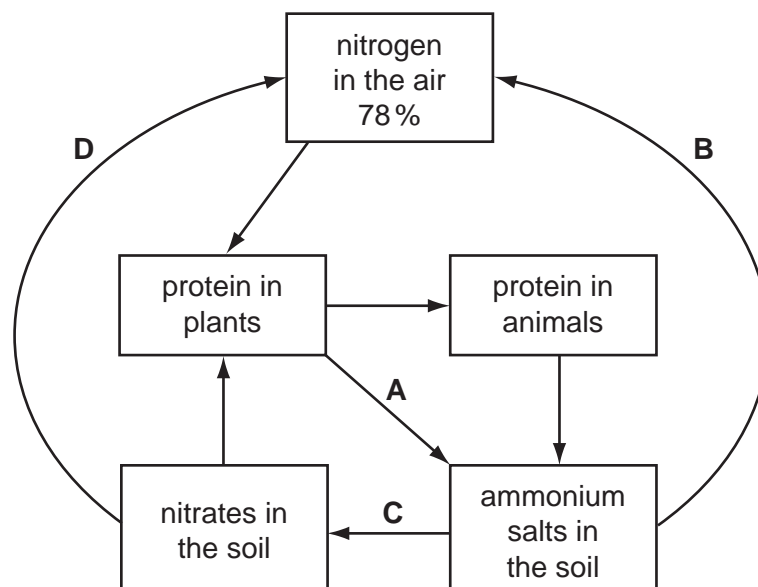 nitrogen
in the air
78%
D
B
protein in
plants
protein in
animals
A
nitrates in
the soil
C
ammonium
salts in
the soil